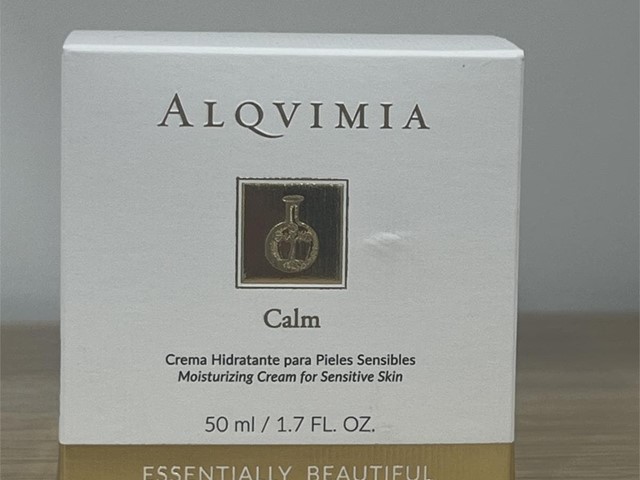 ALQVIMIA
Calm
Crema Hidratante para Pieles Sensibles
Moisturizing Cream for Sensitive Skin
50 ml / 1.7 FL. OZ.
ESSENTIALLY BEAUTIFUL